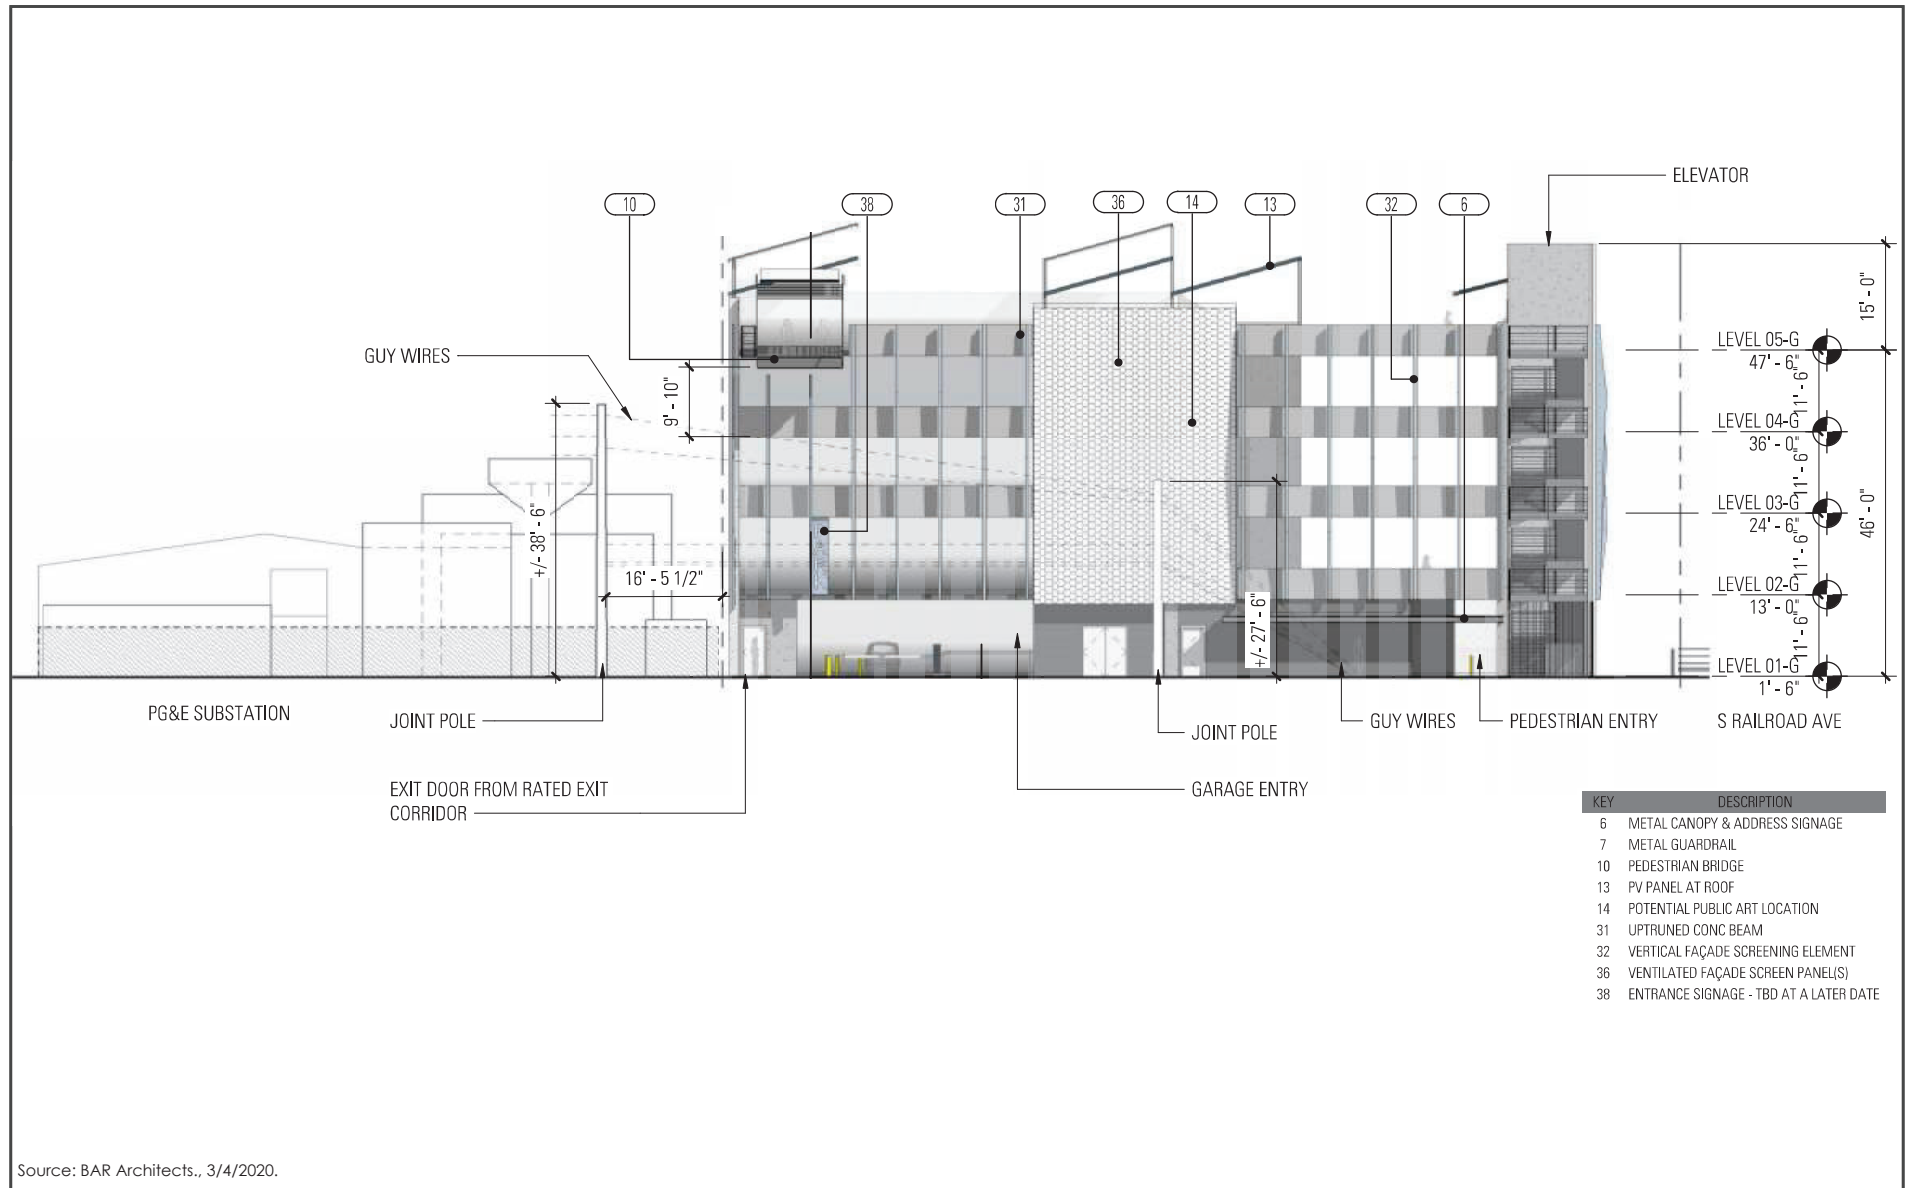 ELEVATOR
10
38
31
36
14
13
32
6
15' - 0"
LEVEL 05-G
47' - 6"
GUY WIRES
9' - 10"
11' - 6"
LEVEL 04-G
36' - 0"
11' - 6"
+/- 38' - 6"
LEVEL 03-G
24' - 6"
46' - 0"
16' - 5 1/2"
11' - 6"
LEVEL 02-G
13' - 0"
+/- 27' - 6"
11' - 6"
LEVEL 01-G
1' - 6"
PG&E SUBSTATION
JOINT POLE
JOINT POLE
GUY WIRES
PEDESTRIAN ENTRY
S RAILROAD AVE
EXIT DOOR FROM RATED EXIT
CORRIDOR
GARAGE ENTRY
KEY DESCRIPTION
6 METAL CANOPY & ADDRESS SIGNAGE
7 METAL GUARDRAIL
10 PEDESTRIAN BRIDGE
13 PV PANEL AT ROOF
14 POTENTIAL PUBLIC ART LOCATION
31 UPTRUNED CONC BEAM
32 VERTICAL FAÇADE SCREENING ELEMENT
36 VENTILATED FAÇADE SCREEN PANEL(S)
38 ENTRANCE SIGNAGE - TBD AT A LATER DATE
Source: BAR Architects., 3/4/2020.